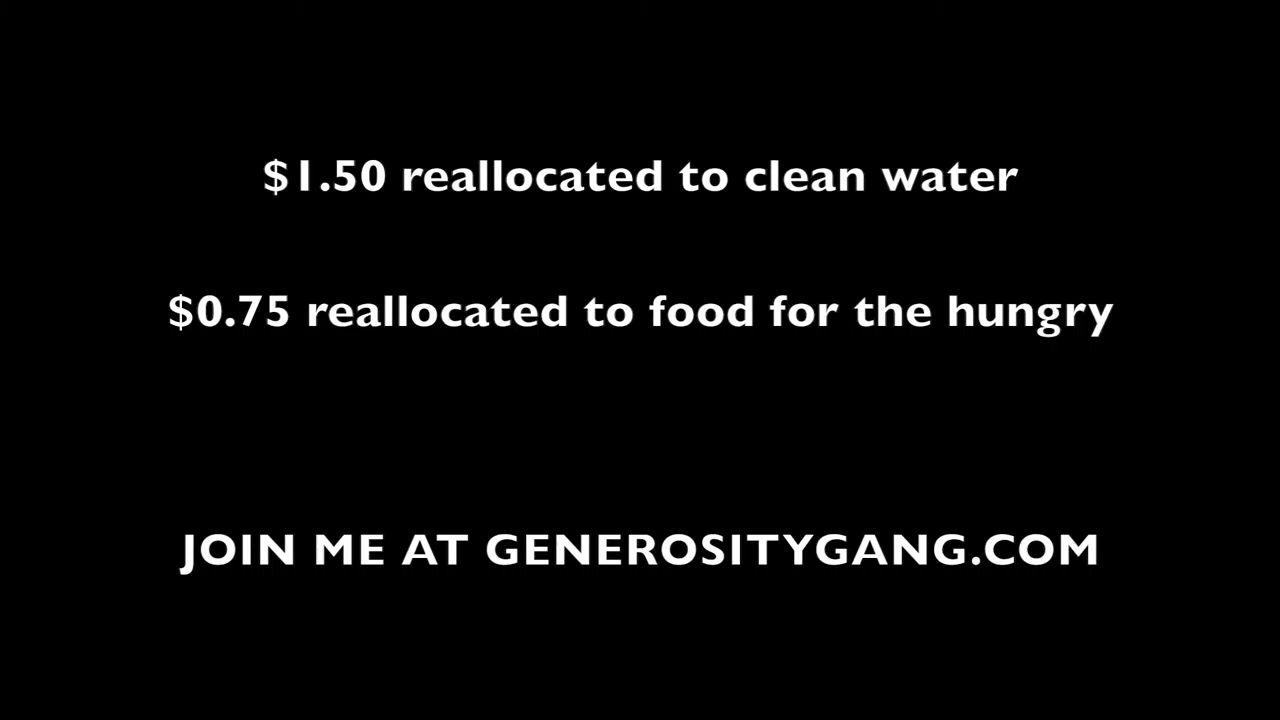 $1.50 reallocated to clean water
$0.75 reallocated to food for the hungry
JOIN ME AT GENEROSITYGANG.COM